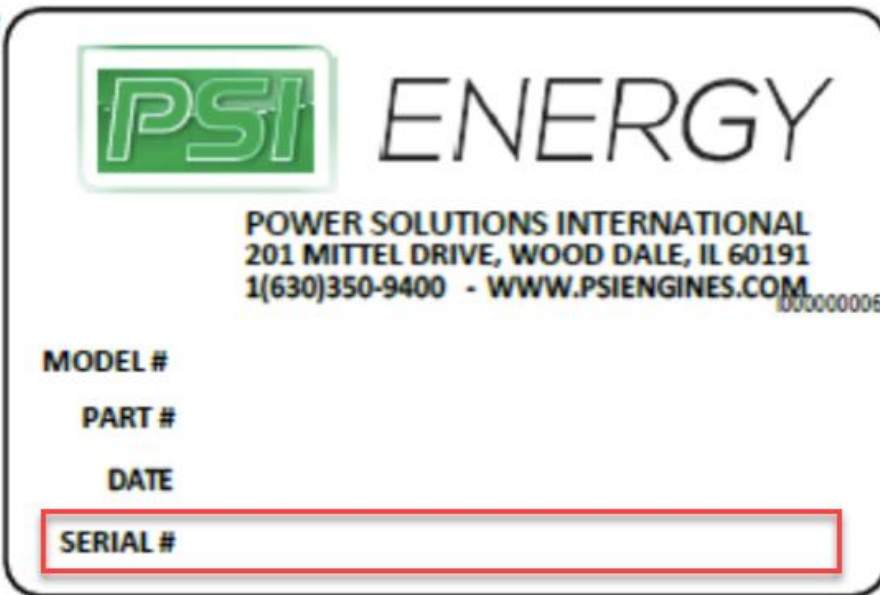 PSI ENERGY
POWER SOLUTIONS INTERNATIONAL
201 MITTEL DRIVE, WOOD DALE, IL 60191
1(630)350-9400 - WWW.PSIENGINES.COM
MODEL #
PART #
DATE
SERIAL #